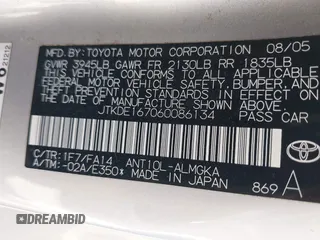 MFD.BY:TOYOTA MOTOR CORPORATION 08/05
GVWR 3945LB GAWR FR 2130LB RR 1835LB
THIS VEHICLE CONFORMS TO ALL APPLICABLE
FEDERAL MOTOR VEHICLE SAFETY, BUMPER, AND
THEFT PREVENTION STANDARDS IN EFFECT ON
THE DATE OF MANUFACTURE SHOWN ABOVE.
JTKDE167060086134 PASS CAR
C/TR:1F7/FA14 ANT10L-ALMGKA
A/TM:-02A/E350* MADE IN JAPAN
TOYOTA
869 A
21212
DREAMBID